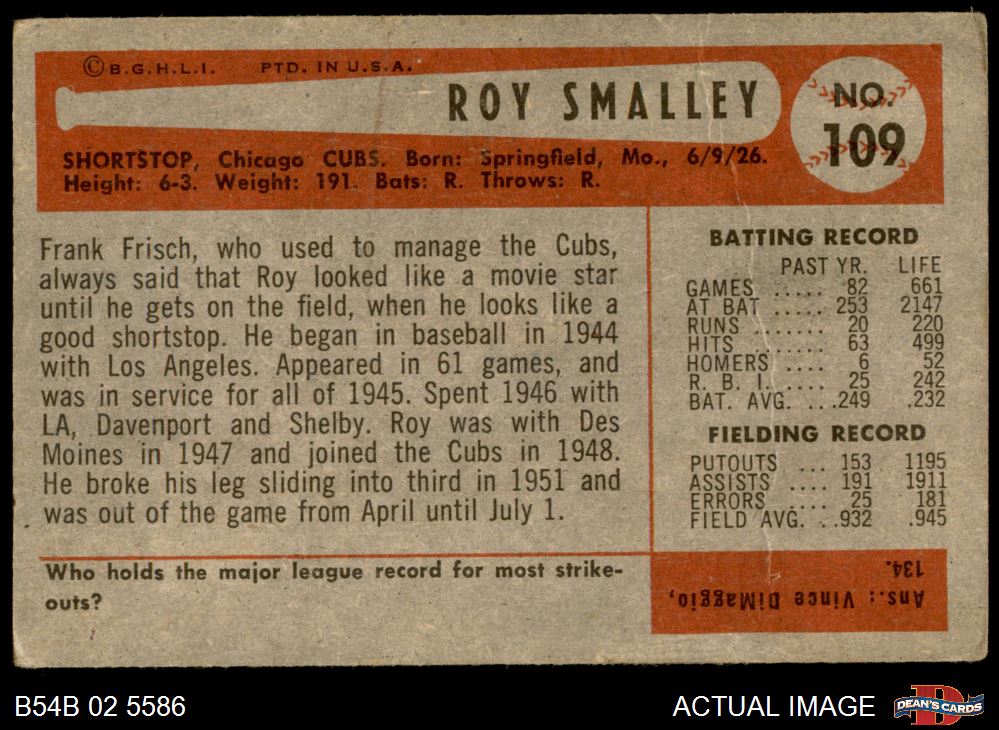 ©B.G.H.L.I. PTD. IN U.S.A.
ROY SMALLEY
NO.
109
SHORTSTOP, Chicago CUBS. Born: Springfield, Mo., 6/9/26.
Height: 6-3. Weight: 191. Bats: R. Throws: R.
Frank Frisch, who used to manage the Cubs,
always said that Roy looked like a movie star
until he gets on the field, when he looks like a
good shortstop. He began in baseball in 1944
with Los Angeles. Appeared in 61 games, and
was in service for all of 1945. Spent 1946 with
LA, Davenport and Shelby. Roy was with Des
Moines in 1947 and joined the Cubs in 1948.
He broke his leg sliding into third in 1951 and
was out of the game from April until July 1.
BATTING RECORD
PAST YR. LIFE
GAMES ..... 82 661
AT BAT ..... 253 2147
RUNS ....... 20 220
HITS ....... 63 499
HOMERS .... 6 52
R. B. I. ..... 25 242
BAT. AVG. ...249 .232
FIELDING RECORD
PUTOUTS ... 153 1195
ASSISTS .... 191 1911
ERRORS .... 25 181
FIELD AVG. ..932 .945
Who holds the major league record for most strike-
outs?
Ans.: Vince DiMaggio,
134.
B54B 02 5586
ACTUAL IMAGE
D
DEAN'S CARDS